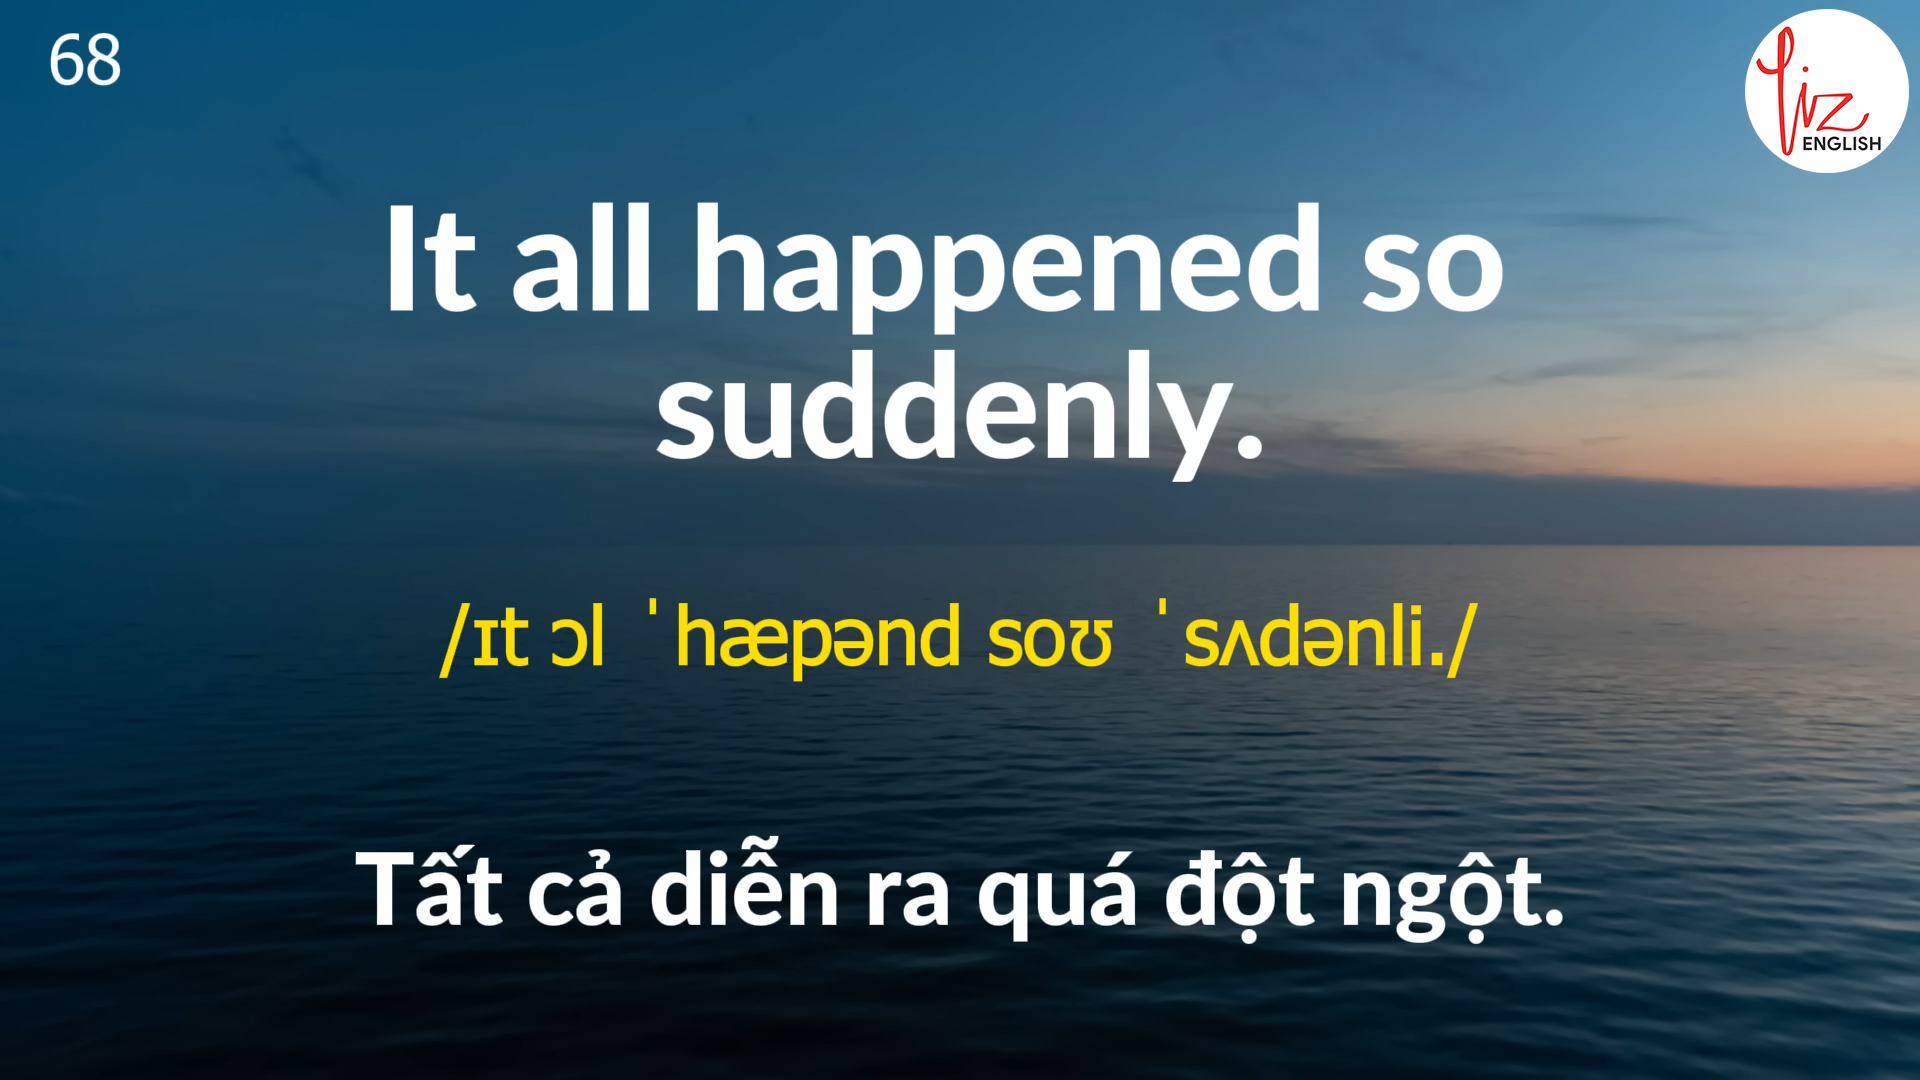 68
Liz
ENGLISH
It all happened so
suddenly.
/ɪt ɔl ˈhæpənd soʊ ˈsʌdənli./
Tất cả diễn ra quá đột ngột.